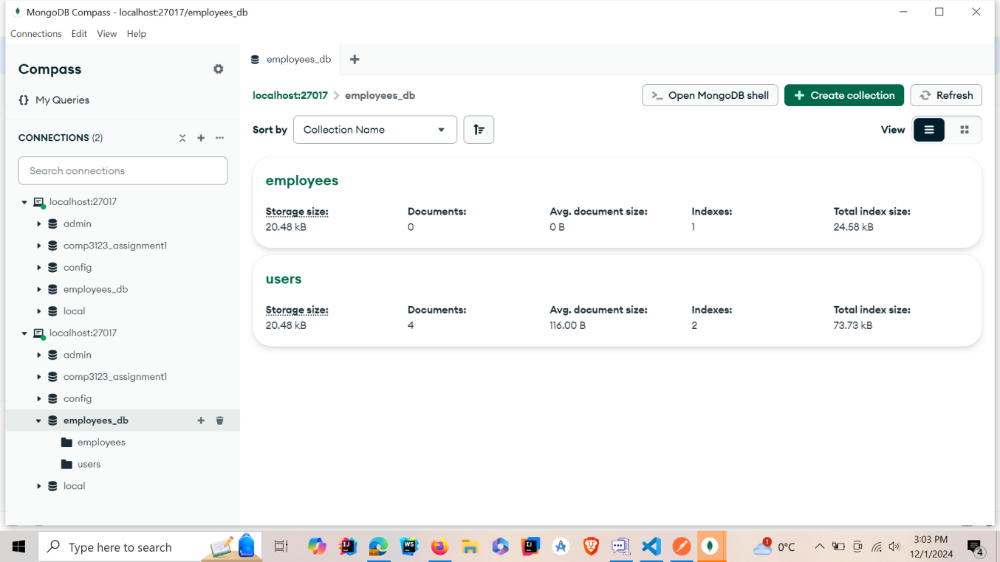 MongoDB Compass - localhost:27017/employees_db
Connections Edit View Help
Compass
{} My Queries
CONNECTIONS (2)
Search connections
localhost:27017
admin
comp3123_assignment1
config
employees_db
local
localhost:27017
admin
comp3123_assignment1
config
employees_db
employees
users
local
employees_db
localhost:27017 > employees_db
>_ Open MongoDB shell
+ Create collection
Refresh
Sort by Collection Name
View
employees
Storage size: Documents: Avg. document size: Indexes: Total index size:
20.48 kB 0 0 B 1 24.58 kB
users
Storage size: Documents: Avg. document size: Indexes: Total index size:
20.48 kB 4 116.00 B 2 73.73 kB
Type here to search
IJ
WS
IJ
1
0°C
3:03 PM
12/1/2024
4